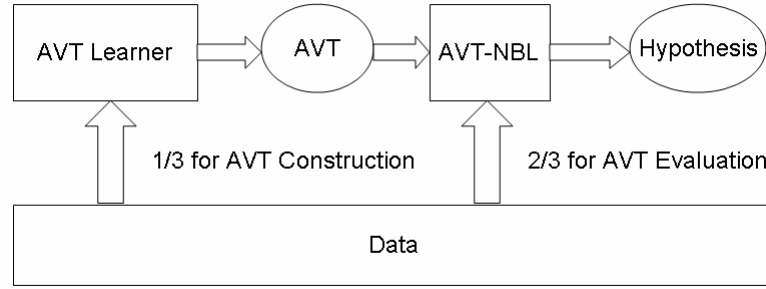 AVT Learner
AVT
AVT-NBL
Hypothesis
1/3 for AVT Construction
2/3 for AVT Evaluation
Data